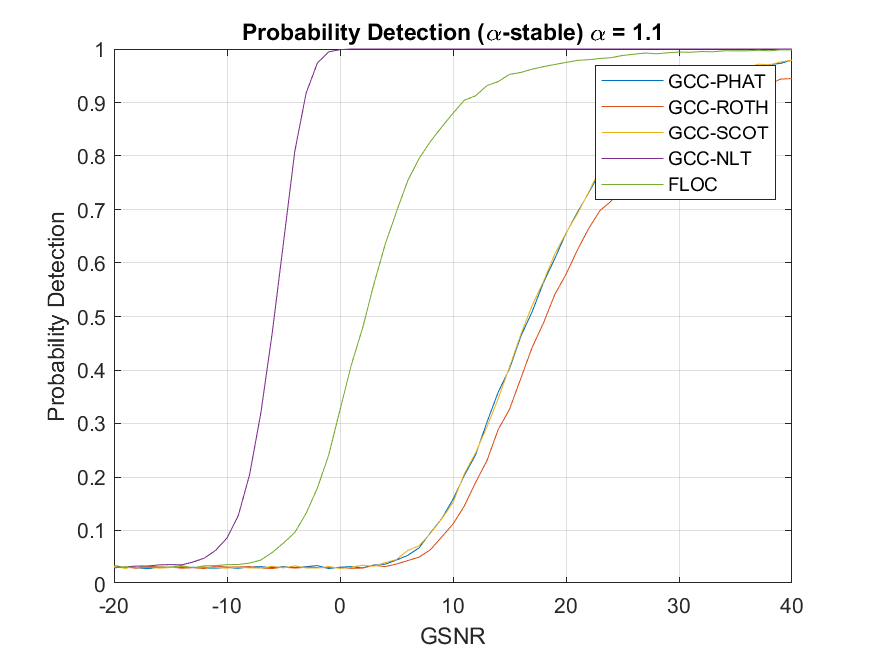 Probability Detection (α-stable) α = 1.1
Probability Detection
1
0.9
0.8
0.7
0.6
0.5
0.4
0.3
0.2
0.1
0
GCC-PHAT
GCC-ROTH
GCC-SCOT
GCC-NLT
FLOC
-20 -10 0 10 20 30 40
GSNR